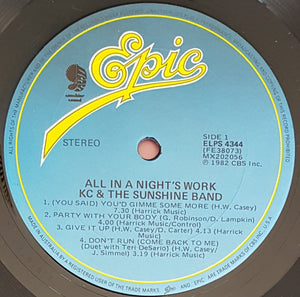 Epic
STEREO
SIDE 1
ELPS 4344
[FE38073]
MX202056
℗ 1982 CBS Inc.
ALL IN A NIGHT'S WORK
KC & THE SUNSHINE BAND
1. (YOU SAID) YOU'D GIMME SOME MORE (H.W. Casey)
7.30 (Harrick Music)
2. PARTY WITH YOUR BODY (G. Robinson/D. Lampkin)
4.00 (Harrick Music/Control)
3. GIVE IT UP (H.W. Casey/D. Carter) 4.13 (Harrick Music)
4. DON'T RUN (COME BACK TO ME)
(Duet with Teri DeSario) (H.W. Casey/
J. Simmel) 3.19 (Harrick Music)
MADE IN AUSTRALIA